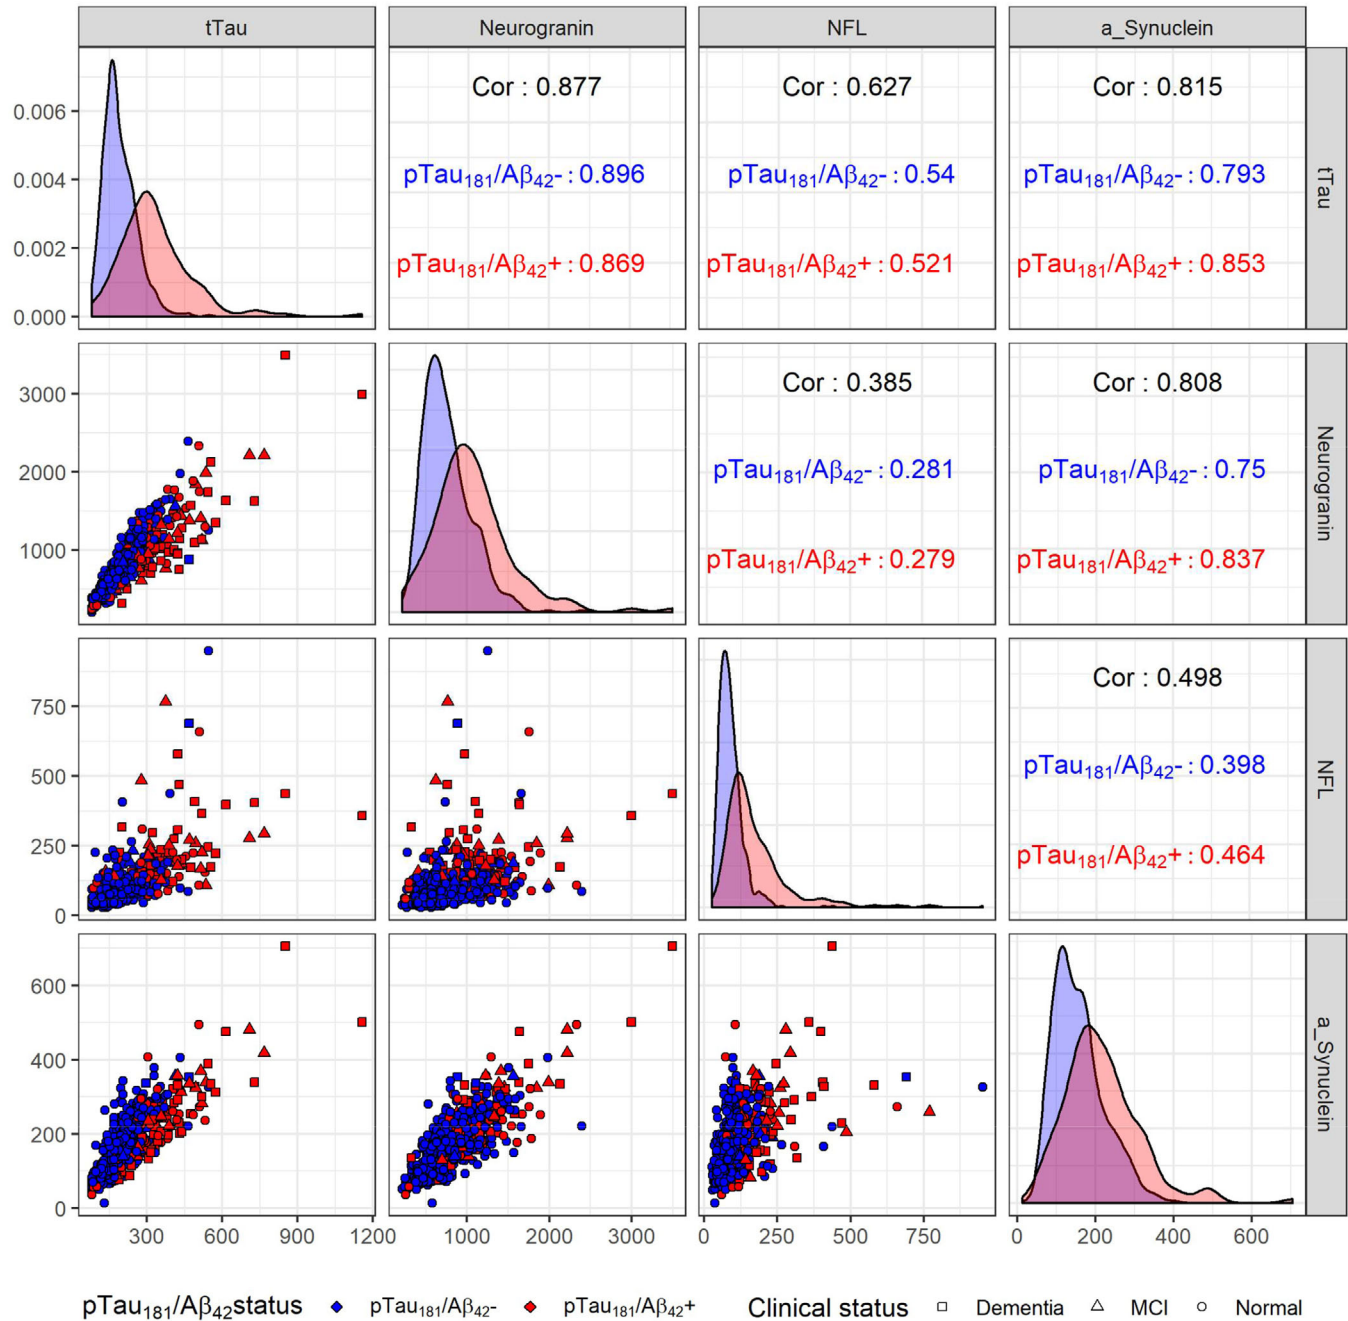 tTau Neurogranin NFL a_Synuclein
0.006
0.004
0.002
0.000
Cor : 0.877
pTau₁₈₁/Aβ₄₂- : 0.896
pTau₁₈₁/Aβ₄₂+ : 0.869
Cor : 0.627
pTau₁₈₁/Aβ₄₂- : 0.54
pTau₁₈₁/Aβ₄₂+ : 0.521
Cor : 0.815
pTau₁₈₁/Aβ₄₂- : 0.793
pTau₁₈₁/Aβ₄₂+ : 0.853
tTau
3000
2000
1000
Cor : 0.385
pTau₁₈₁/Aβ₄₂- : 0.281
pTau₁₈₁/Aβ₄₂+ : 0.279
Cor : 0.808
pTau₁₈₁/Aβ₄₂- : 0.75
pTau₁₈₁/Aβ₄₂+ : 0.837
Neurogranin
750
500
250
0
Cor : 0.498
pTau₁₈₁/Aβ₄₂- : 0.398
pTau₁₈₁/Aβ₄₂+ : 0.464
NFL
600
400
200
0
a_Synuclein
300 600 900 1200 1000 2000 3000 0 250 500 750 0 200 400 600
pTau₁₈₁/Aβ₄₂status pTau₁₈₁/Aβ₄₂- pTau₁₈₁/Aβ₄₂+ Clinical status Dementia MCI Normal